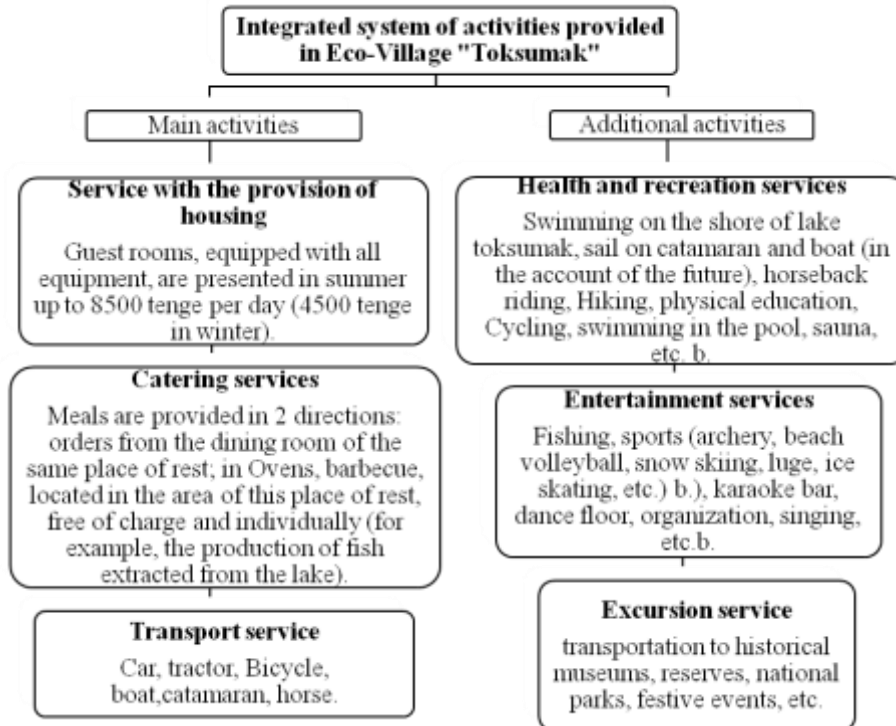 Integrated system of activities provided
in Eco-Village "Toksumak"
Main activities
Service with the provision of
housing
Guest rooms, equipped with all
equipment, are presented in summer
up to 8500 tenge per day (4500 tenge
in winter).
Catering services
Meals are provided in 2 directions:
orders from the dining room of the
same place of rest; in Ovens, barbecue,
located in the area of this place of rest,
free of charge and individually (for
example, the production of fish
extracted from the lake).
Transport service
Car, tractor, Bicycle,
boat,catamaran, horse.
Additional activities
Health and recreation services
Swimming on the shore of lake
toksumak, sail on catamaran and boat (in
the account of the future), horseback
riding, Hiking, physical education,
Cycling, swimming in the pool, sauna,
etc. b.
Entertainment services
Fishing, sports (archery, beach
volleyball, snow skiing, luge, ice
skating, etc.) b.), karaoke bar,
dance floor, organization, singing,
etc.b.
Excursion service
transportation to historical
museums, reserves, national
parks, festive events, etc.